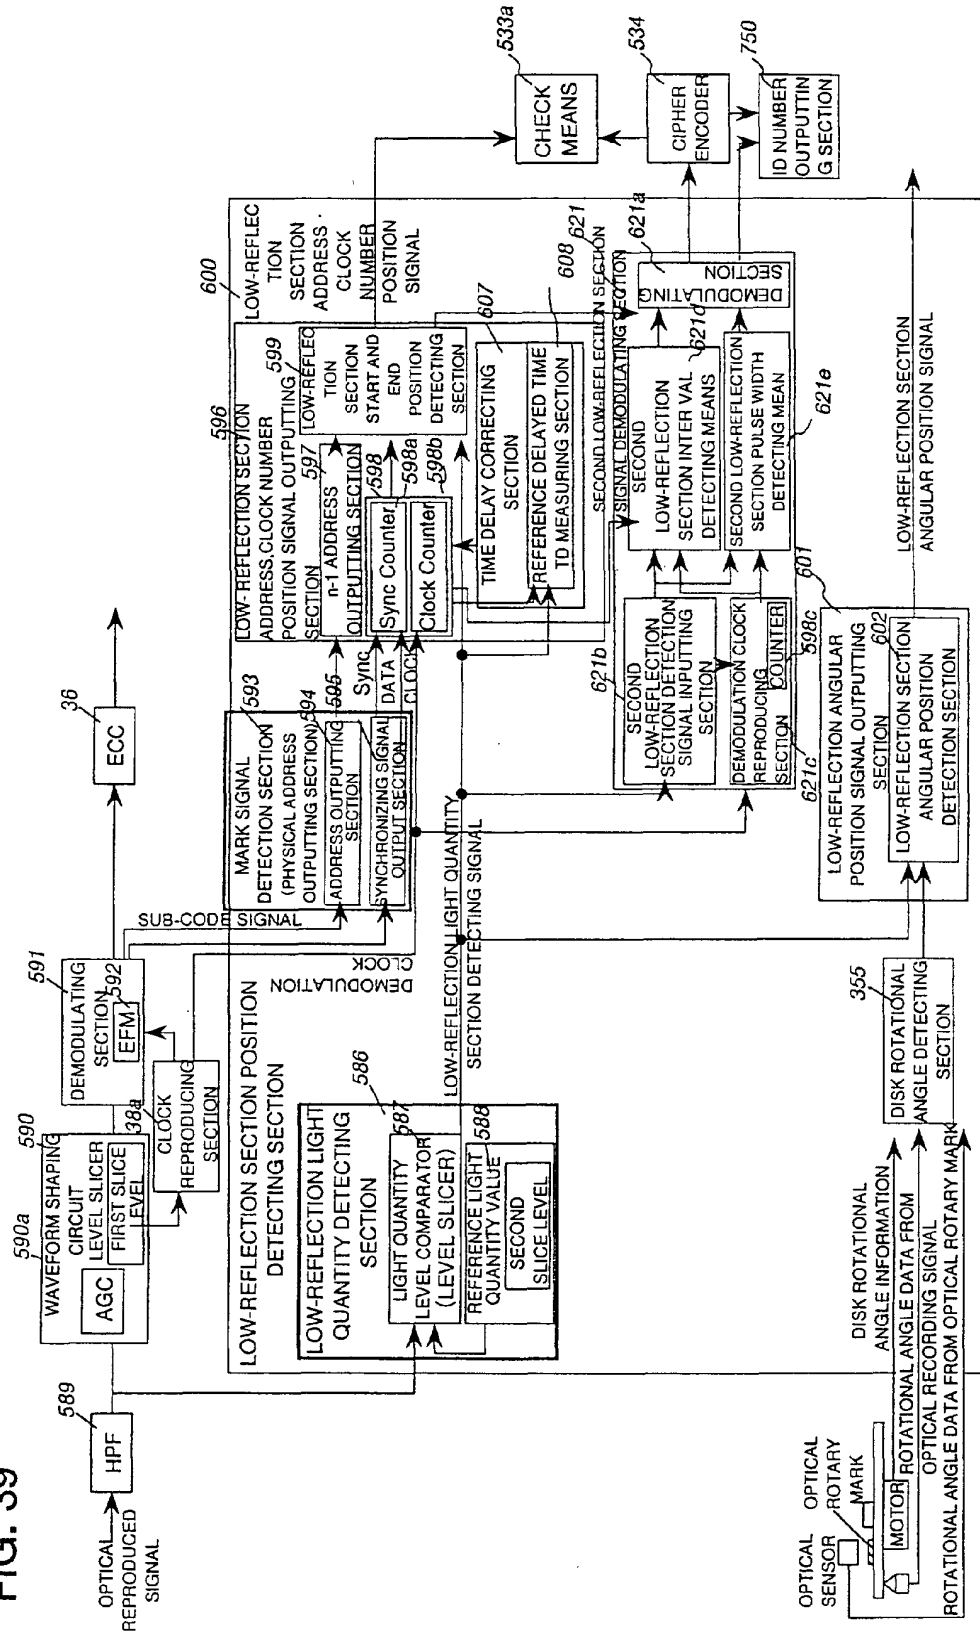 FIG. 39
OPTICAL
REPRODUCED
SIGNAL
HPF
589
590a
590
WAVEFORM SHAPING
CIRCUIT
LEVEL SLICER
AGC
FIRST SLICE
LEVEL
38a
CLOCK
REPRODUCING
SECTION
591
DEMODULATING
SECTION
592
EFM
36
ECC
SUB-CODE SIGNAL
DEMODULATION
CLOCK
LOW-REFLECTION SECTION POSITION
DETECTING SECTION
LOW-REFLECTION LIGHT
QUANTITY DETECTING
SECTION
586
LIGHT QUANTITY
LEVEL COMPARATOR
(LEVEL SLICER)
587
REFERENCE LIGHT
QUANTITY VALUE
588
SECOND
SLICE LEVEL
LOW-REFLECTION LIGHT QUANTITY
SECTION DETECTING SIGNAL
MARK SIGNAL
DETECTION SECTION
(PHYSICAL ADDRESS
OUTPUTTING SECTION)
593
594
ADDRESS OUTPUTTING
SECTION
595
SYNCHRONIZING SIGNAL
OUTPUT SECTION
Sync
DATA
CLOCK
596
LOW-REFLECTION SECTION
ADDRESS,CLOCK NUMBER
POSITION SIGNAL OUTPUTTING
SECTION
597
n-1 ADDRESS
OUTPUTTING SECTION
598
Sync Counter
598a
Clock Counter
598b
599
LOW-REFLEC
TION
SECTION
START AND
END
POSITION
DETECTING
SECTION
600
LOW-REFLEC
TION
SECTION
ADDRESS ·
CLOCK
NUMBER
POSITION
SIGNAL
607
TIME DELAY CORRECTING
SECTION
608
REFERENCE DELAYED TIME
TD MEASURING SECTION
SECOND LOW-REFLECTION SECTION
SIGNAL DEMODULATING SECTION
621
621b
SECOND
LOW-REFLECTION
SECTION DETECTION
SIGNAL INPUTTING
SECTION
DEMODULATION CLOCK
REPRODUCING
SECTION
COUNTER
598c
621c
SECOND
LOW-REFLECTION
SECTION INTER VAL
DETECTING MEANS
621d
SECOND LOW-REFLECTION
SECTION PULSE WIDTH
DETECTING MEAN
621e
DEMODULATING
SECTION
621a
533a
CHECK
MEANS
534
CIPHER
ENCODER
750
ID NUMBER
OUTPUTTIN
G SECTION
601
LOW-REFLECTION ANGULAR
POSITION SIGNAL OUTPUTTING
SECTION
602
LOW-REFLECTION SECTION
ANGULAR POSITION
DETECTION SECTION
LOW-REFLECTION SECTION
ANGULAR POSITION SIGNAL
355
DISK ROTATIONAL
ANGLE DETECTING
SECTION
DISK ROTATIONAL
ANGLE INFORMATION
ROTATIONAL ANGLE DATA FROM
OPTICAL RECORDING SIGNAL
ROTATIONAL ANGLE DATA FROM OPTICAL ROTARY MARK
OPTICAL
SENSOR
OPTICAL
ROTARY
MARK
MOTOR